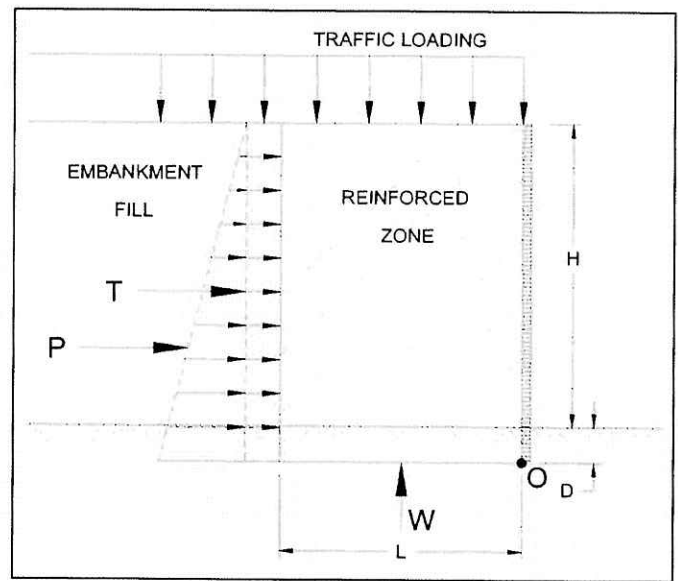 TRAFFIC LOADING
EMBANKMENT
FILL
REINFORCED
ZONE
H
T
P
O
D
W
L